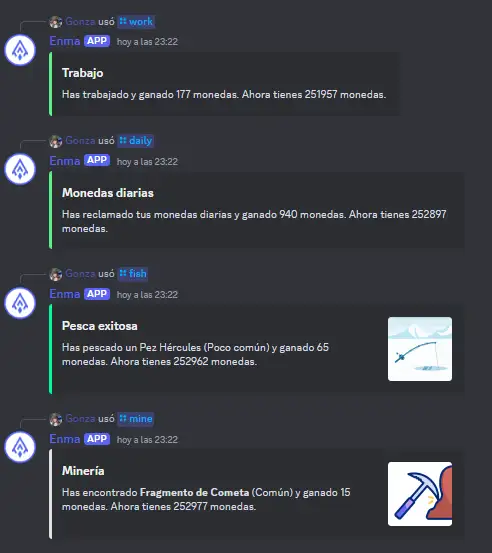 Gonza usó work
Enma APP hoy a las 23:22
Trabajo
Has trabajado y ganado 177 monedas. Ahora tienes 251957 monedas.
Gonza usó daily
Enma APP hoy a las 23:22
Monedas diarias
Has reclamado tus monedas diarias y ganado 940 monedas. Ahora tienes 252897
monedas.
Gonza usó fish
Enma APP hoy a las 23:22
Pesca exitosa
Has pescado un Pez Hércules (Poco común) y ganado 65
monedas. Ahora tienes 252962 monedas.
Gonza usó mine
Enma APP hoy a las 23:22
Minería
Has encontrado Fragmento de Cometa (Común) y ganado 15
monedas. Ahora tienes 252977 monedas.